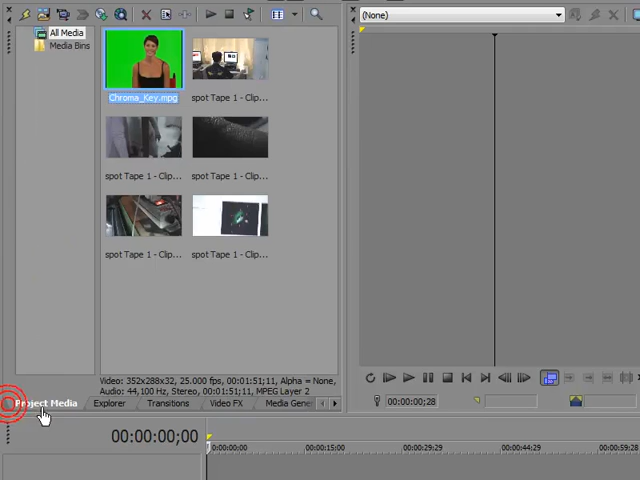 (None)
All Media
Media Bins
Chroma_Key.mpg
spot Tape 1 - Clip...
spot Tape 1 - Clip...
spot Tape 1 - Clip...
spot Tape 1 - Clip...
spot Tape 1 - Clip...
Video: 352x288x32, 25.000 fps, 00:01:51;11, Alpha = None,
Audio: 44,100 Hz, Stereo, 00:01:51;11, MPEG Layer 2
Project Media Explorer Transitions Video FX Media Gene
00:00:00;28
00:00:00;00
0:00:00;00 00:00:15;00 00:00:29;29 00:00:44;29 00:00:59;28